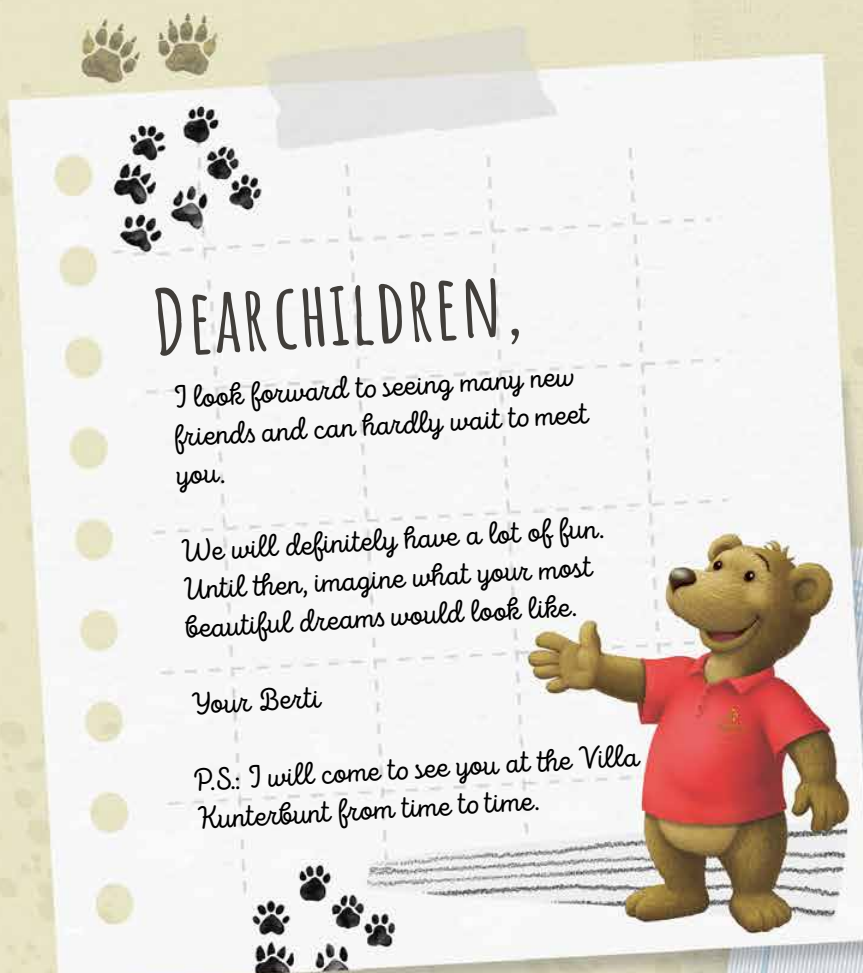 DEAR CHILDREN,
I look forward to seeing many new
friends and can hardly wait to meet
you.
We will definitely have a lot of fun.
Until then, imagine what your most
beautiful dreams would look like.
Your Berti
P.S.: I will come to see you at the Villa
Kunterbunt from time to time.